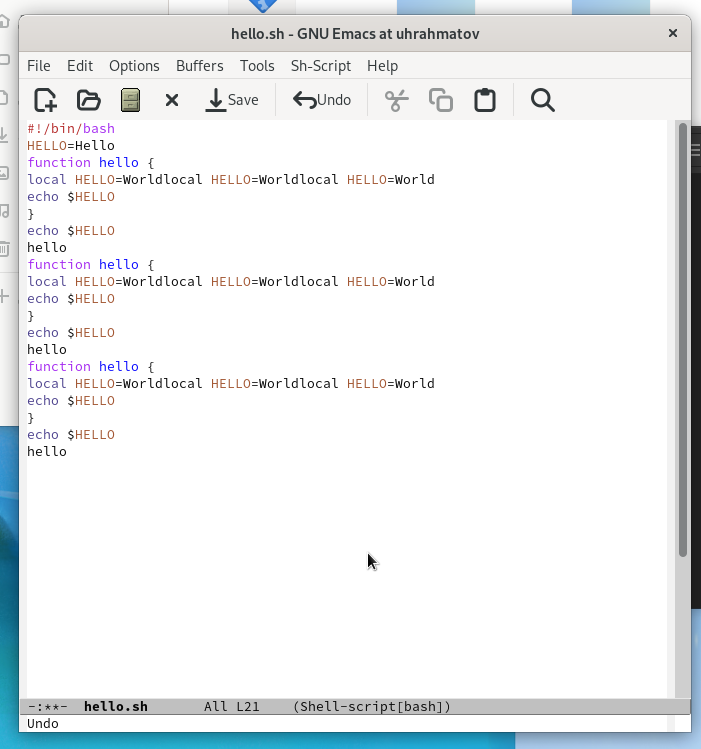 hello.sh - GNU Emacs at uhrahmatov
File Edit Options Buffers Tools Sh-Script Help
Save Undo
#!/bin/bash
HELLO=Hello
function hello {
local HELLO=Worldlocal HELLO=Worldlocal HELLO=World
echo $HELLO
}
echo $HELLO
hello
function hello {
local HELLO=Worldlocal HELLO=Worldlocal HELLO=World
echo $HELLO
}
echo $HELLO
hello
function hello {
local HELLO=Worldlocal HELLO=Worldlocal HELLO=World
echo $HELLO
}
echo $HELLO
hello
-:**- hello.sh All L21 (Shell-script[bash])
Undo